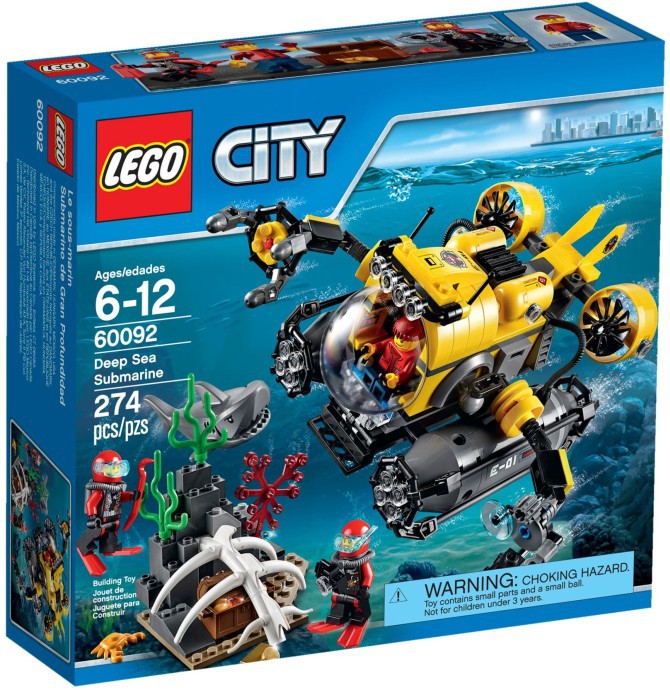 LEGO
60092
60092
LEGO
Le sous-marin
Submarino de Gran Profundidad
LEGO
CITY
Ages/edades
6-12
60092
Deep Sea
Submarine
274
pcs/pzs
E-01
Building Toy
Jouet de
construction
Juguete para
Construir
WARNING: CHOKING HAZARD.
Toy contains small parts and a small ball.
Not for children under 3 years.